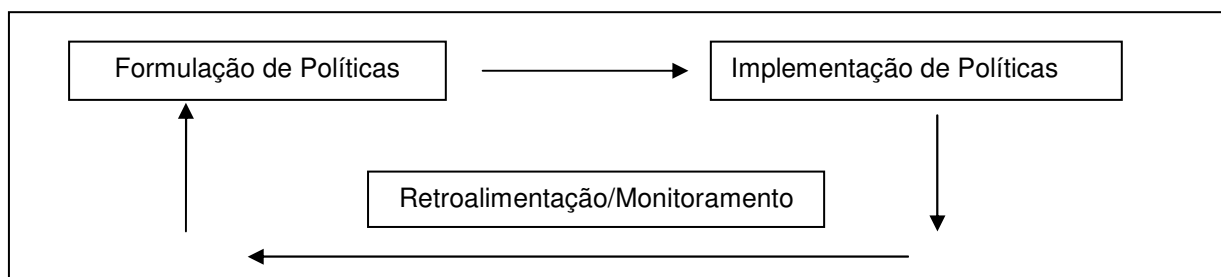 Formulação de Políticas
Implementação de Políticas
Retroalimentação/Monitoramento